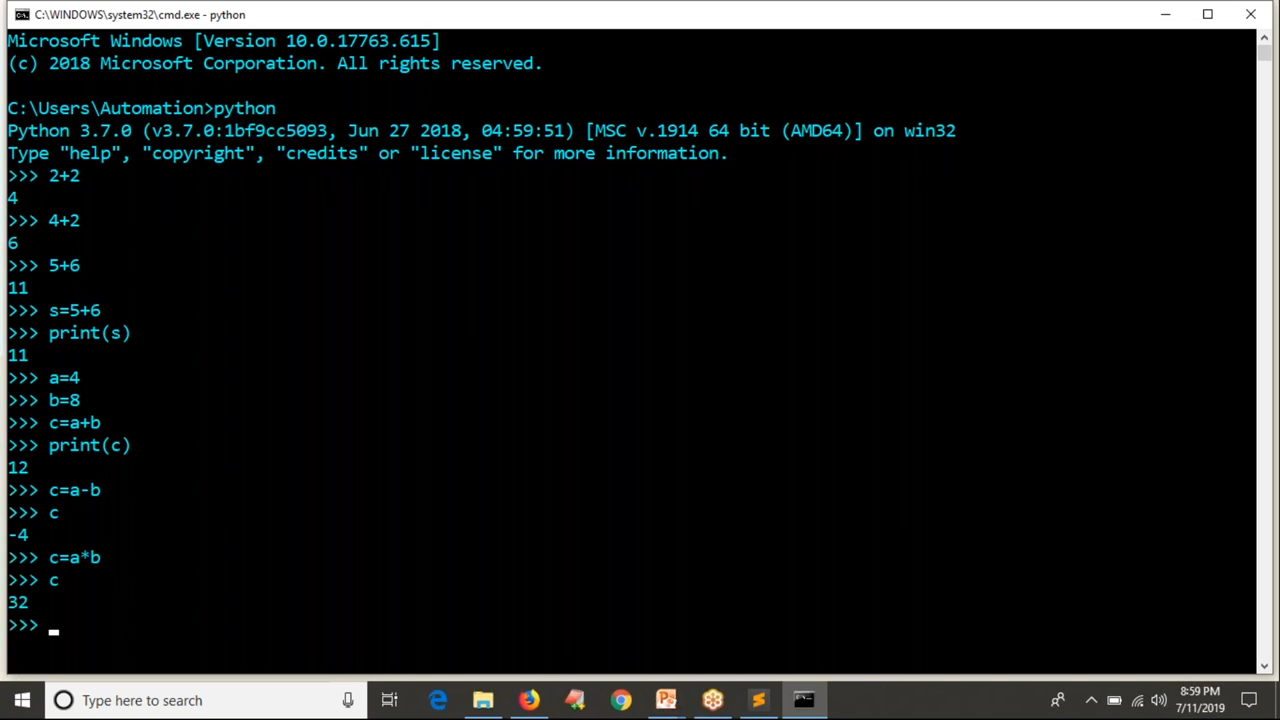 C:\WINDOWS\system32\cmd.exe - python
Microsoft Windows [Version 10.0.17763.615]
(c) 2018 Microsoft Corporation. All rights reserved.
C:\Users\Automation>python
Python 3.7.0 (v3.7.0:1bf9cc5093, Jun 27 2018, 04:59:51) [MSC v.1914 64 bit (AMD64)] on win32
Type "help", "copyright", "credits" or "license" for more information.
>>> 2+2
4
>>> 4+2
6
>>> 5+6
11
>>> s=5+6
>>> print(s)
11
>>> a=4
>>> b=8
>>> c=a+b
>>> print(c)
12
>>> c=a-b
>>> c
-4
>>> c=a*b
>>> c
32
>>>
Type here to search
8:59 PM
7/11/2019